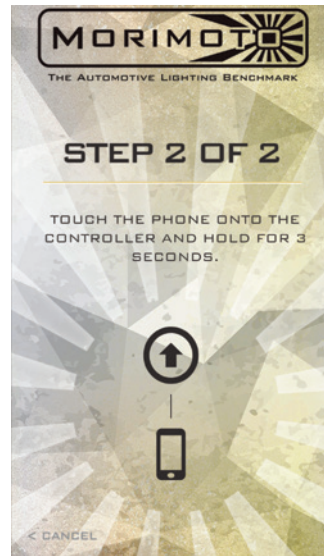 MORIMOTO
THE AUTOMOTIVE LIGHTING BENCHMARK
STEP 2 OF 2
TOUCH THE PHONE ONTO THE
CONTROLLER AND HOLD FOR 3
SECONDS.
< CANCEL